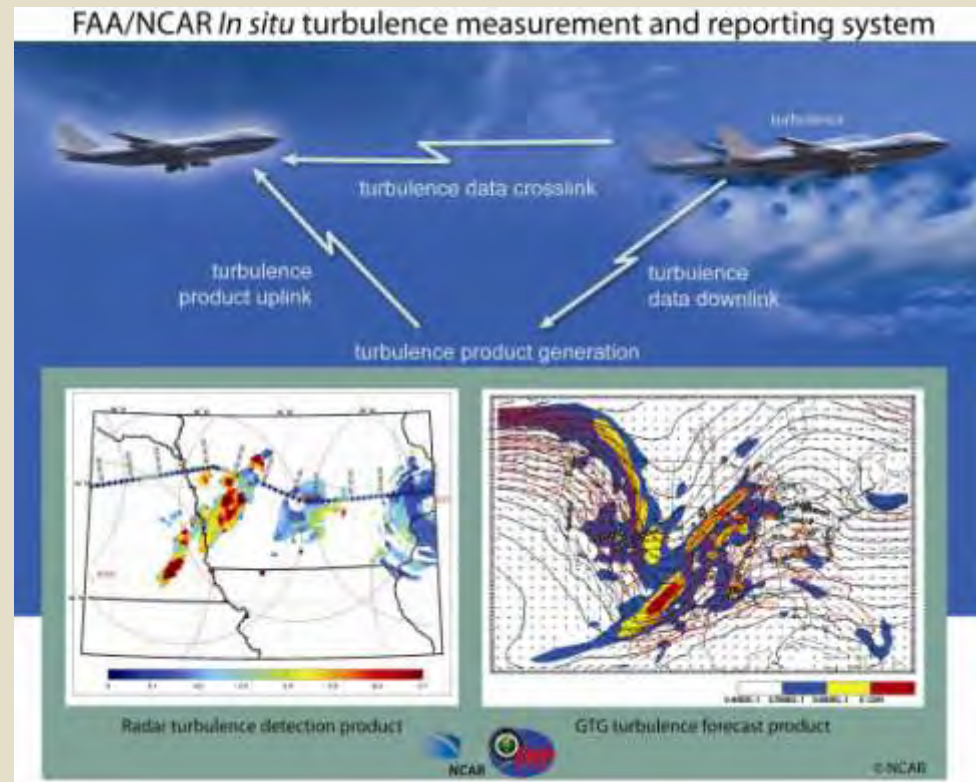 FAA/NCAR In situ turbulence measurement and reporting system
turbulence
turbulence data crosslink
turbulence
product uplink
turbulence
data downlink
turbulence product generation
Radar turbulence detection product
GTG turbulence forecast product
NCAR
© NCAR